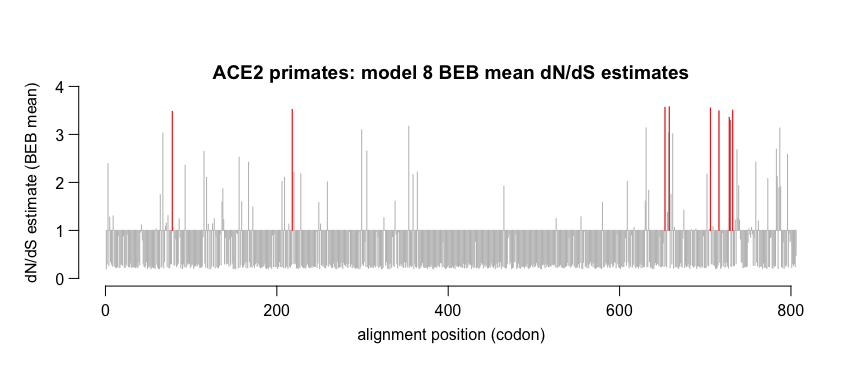 ACE2 primates: model 8 BEB mean dN/dS estimates
dN/dS estimate (BEB mean)
4
3
2
1
0
0 200 400 600 800
alignment position (codon)